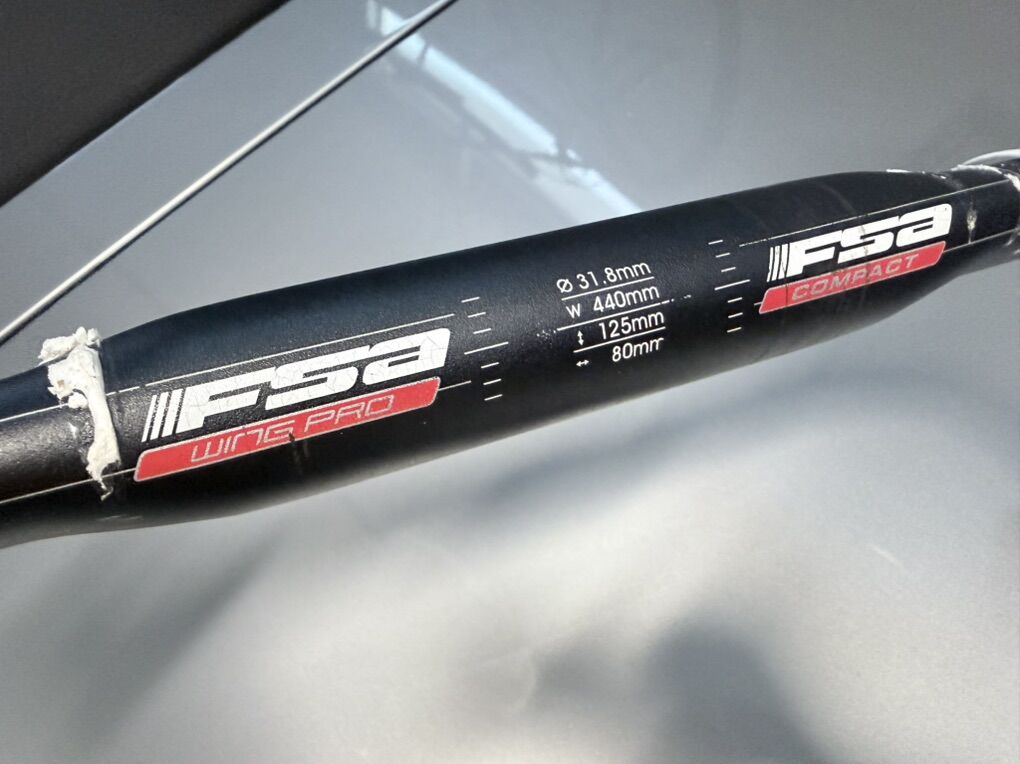 FSA
WING PRO
Ø 31.8mm
W 440mm
↕ 125mm
↔ 80mm
FSA
COMPACT